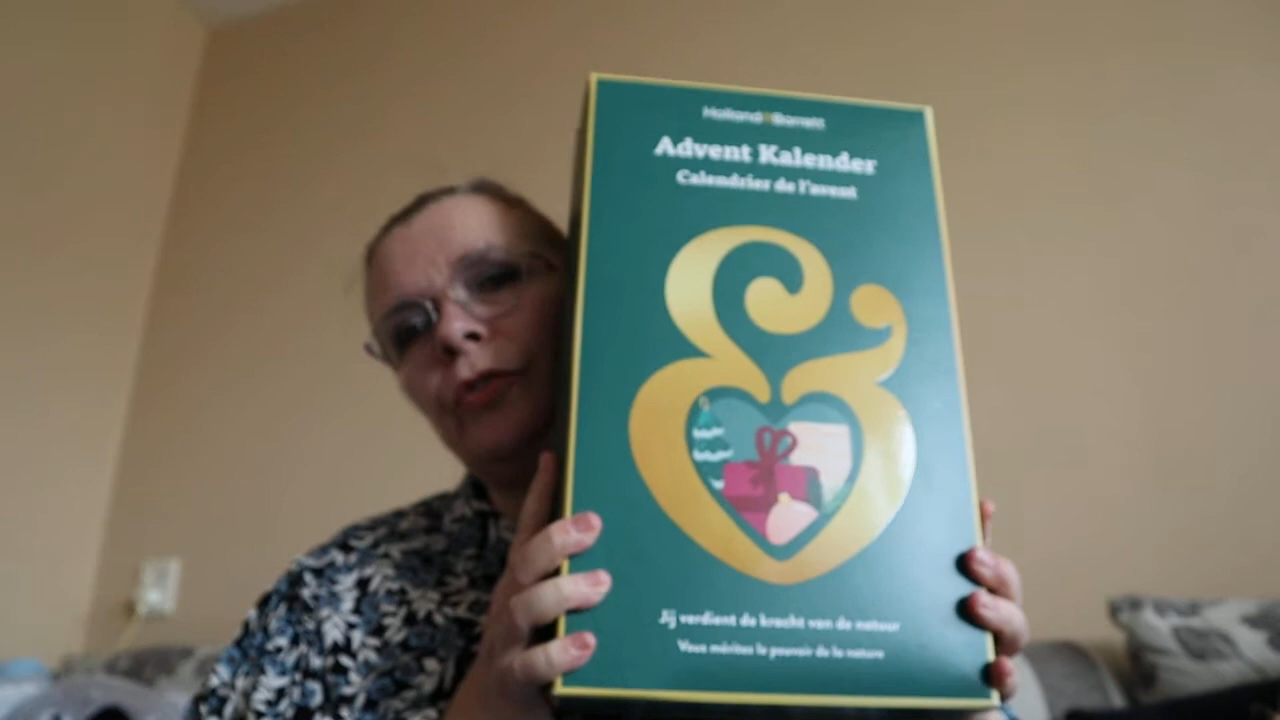 Holland & Barrett
Advent Kalender
Calendrier de l'avent
&
Jij verdient de kracht van de natuur
Vous méritez le pouvoir de la nature